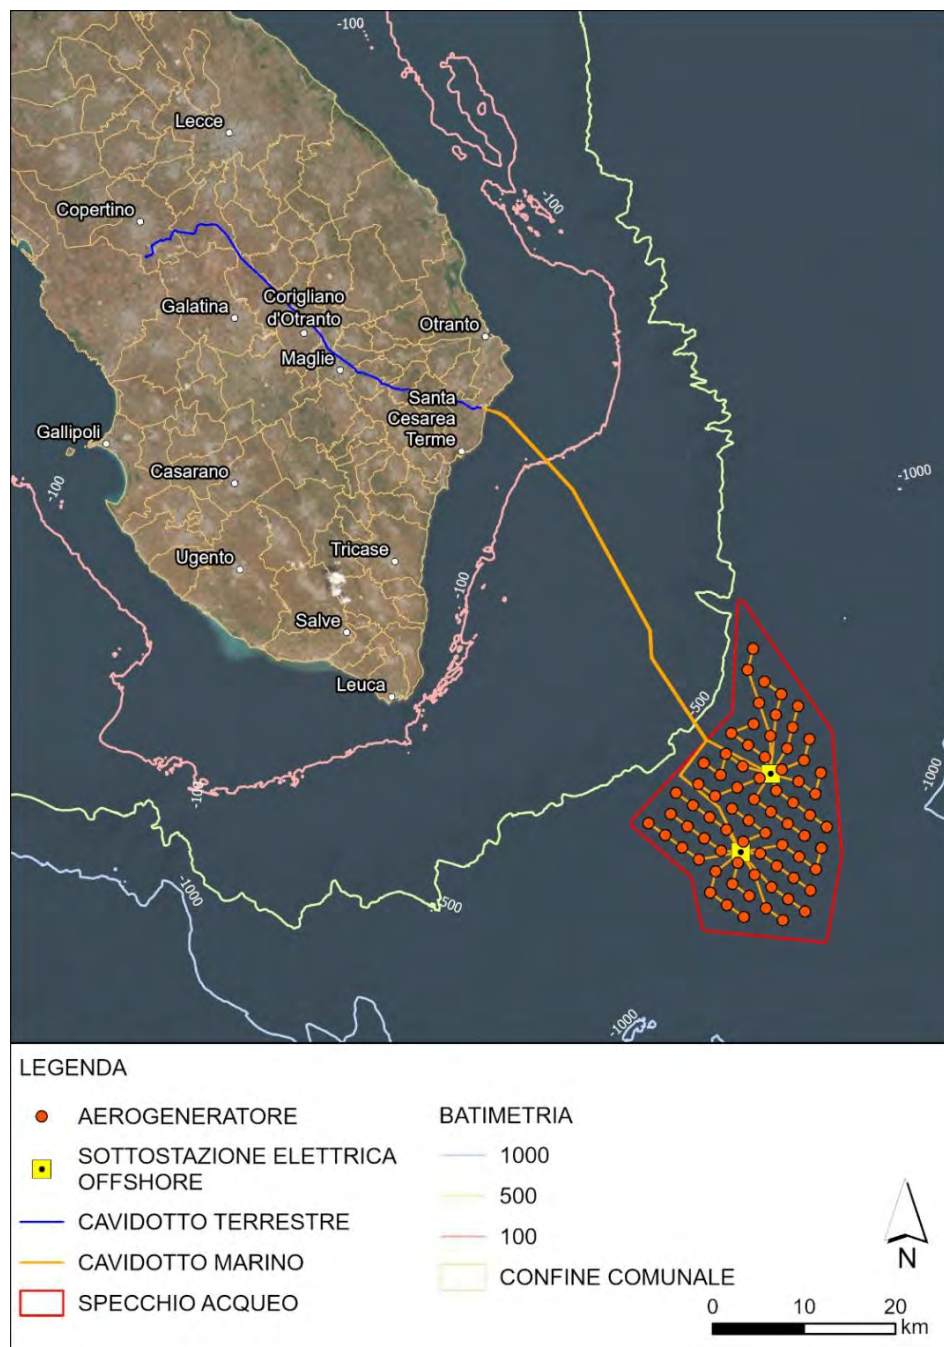 -100
Lecce
-100
Copertino
Galatina
Corigliano
d'Otranto
Otranto
Maglie
Santa
Cesarea
Terme
Gallipoli
-100
Casarano
-1000
Ugento
Tricase
-100
Salve
Leuca
-500
-100
-1000
-1000
-500
-1000
LEGENDA
AEROGENERATORE
SOTTOSTAZIONE ELETTRICA
OFFSHORE
CAVIDOTTO TERRESTRE
CAVIDOTTO MARINO
SPECCHIO ACQUEO
BATIMETRIA
1000
500
100
CONFINE COMUNALE
N
0 10 20
km